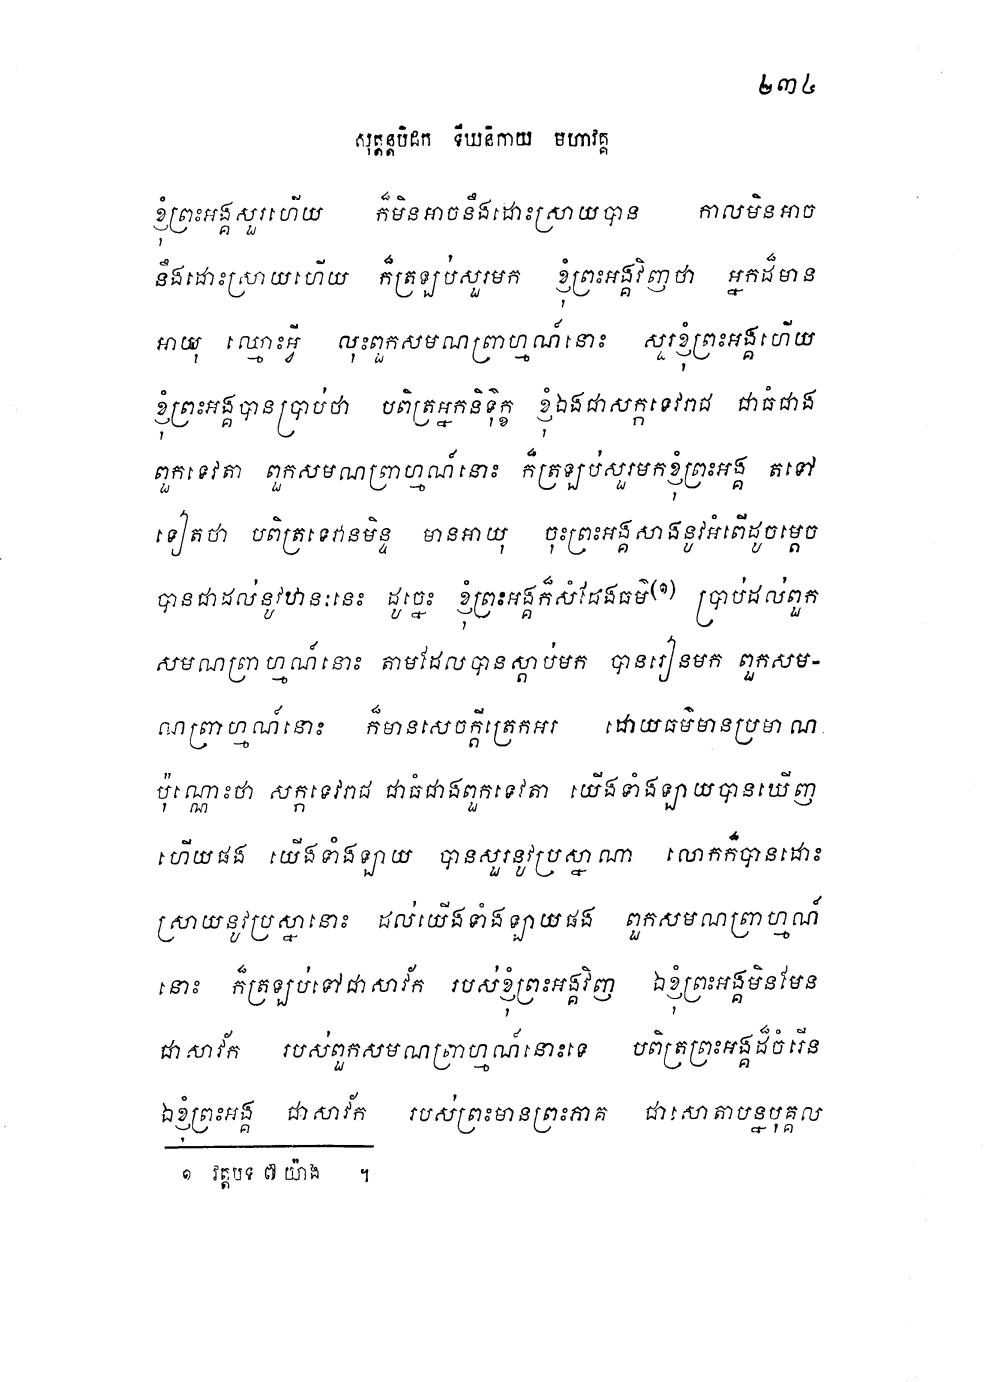 ២៣៤
សុត្តន្តបិដក ទីឃនិកាយ មហាវគ្គ
ខ្ញុំព្រះអង្គសួរហើយ ក៏មិនអាចនឹងដោះស្រាយបាន កាលមិនអាច
នឹងដោះស្រាយហើយ ក៏ត្រឡប់សួរមក ខ្ញុំព្រះអង្គវិញថា អ្នកដ៏មាន
អាយុ ឈ្មោះអ្វី លុះពួកសមណព្រាហ្មណ៍នោះ សួរខ្ញុំព្រះអង្គហើយ
ខ្ញុំព្រះអង្គបានប្រាប់ថា បពិត្រអ្នកនិទ្ទុក្ខ ខ្ញុំឯងជាសក្កទេវរាជ ជាធំជាង
ពួកទេវតា ពួកសមណព្រាហ្មណ៍នោះ ក៏ត្រឡប់សួរមកខ្ញុំព្រះអង្គ តទៅ
ទៀតថា បពិត្រទេវានមិន្ទ មានអាយុ ចុះព្រះអង្គសាងនូវអំពើដូចម្តេច
បានជាដល់នូវឋានៈនេះ ដូច្នេះ ខ្ញុំព្រះអង្គក៏សំដែងធម៌(១) ប្រាប់ដល់ពួក
សមណព្រាហ្មណ៍នោះ តាមដែលបានស្តាប់មក បានរៀនមក ពួកសម-
ណព្រាហ្មណ៍នោះ ក៏មានសេចក្តីត្រេកអរ ដោយធម៌មានប្រមាណ
ប៉ុណ្ណោះថា សក្កទេវរាជ ជាធំជាងពួកទេវតា យើងទាំងឡាយបានឃើញ
ហើយផង យើងទាំងឡាយ បានសួរនូវប្រស្នាណា លោកក៏បានដោះ
ស្រាយនូវប្រស្នានោះ ដល់យើងទាំងឡាយផង ពួកសមណព្រាហ្មណ៍
នោះ ក៏ត្រឡប់ទៅជាសាវ័ក របស់ខ្ញុំព្រះអង្គវិញ ឯខ្ញុំព្រះអង្គមិនមែន
ជាសាវ័ក របស់ពួកសមណព្រាហ្មណ៍នោះទេ បពិត្រព្រះអង្គដ៏ចំរើន
ឯខ្ញុំព្រះអង្គ ជាសាវ័ក របស់ព្រះមានព្រះភាគ ជាសោតាបន្នបុគ្គល
១ វត្តបទ ៧ យ៉ាង ។